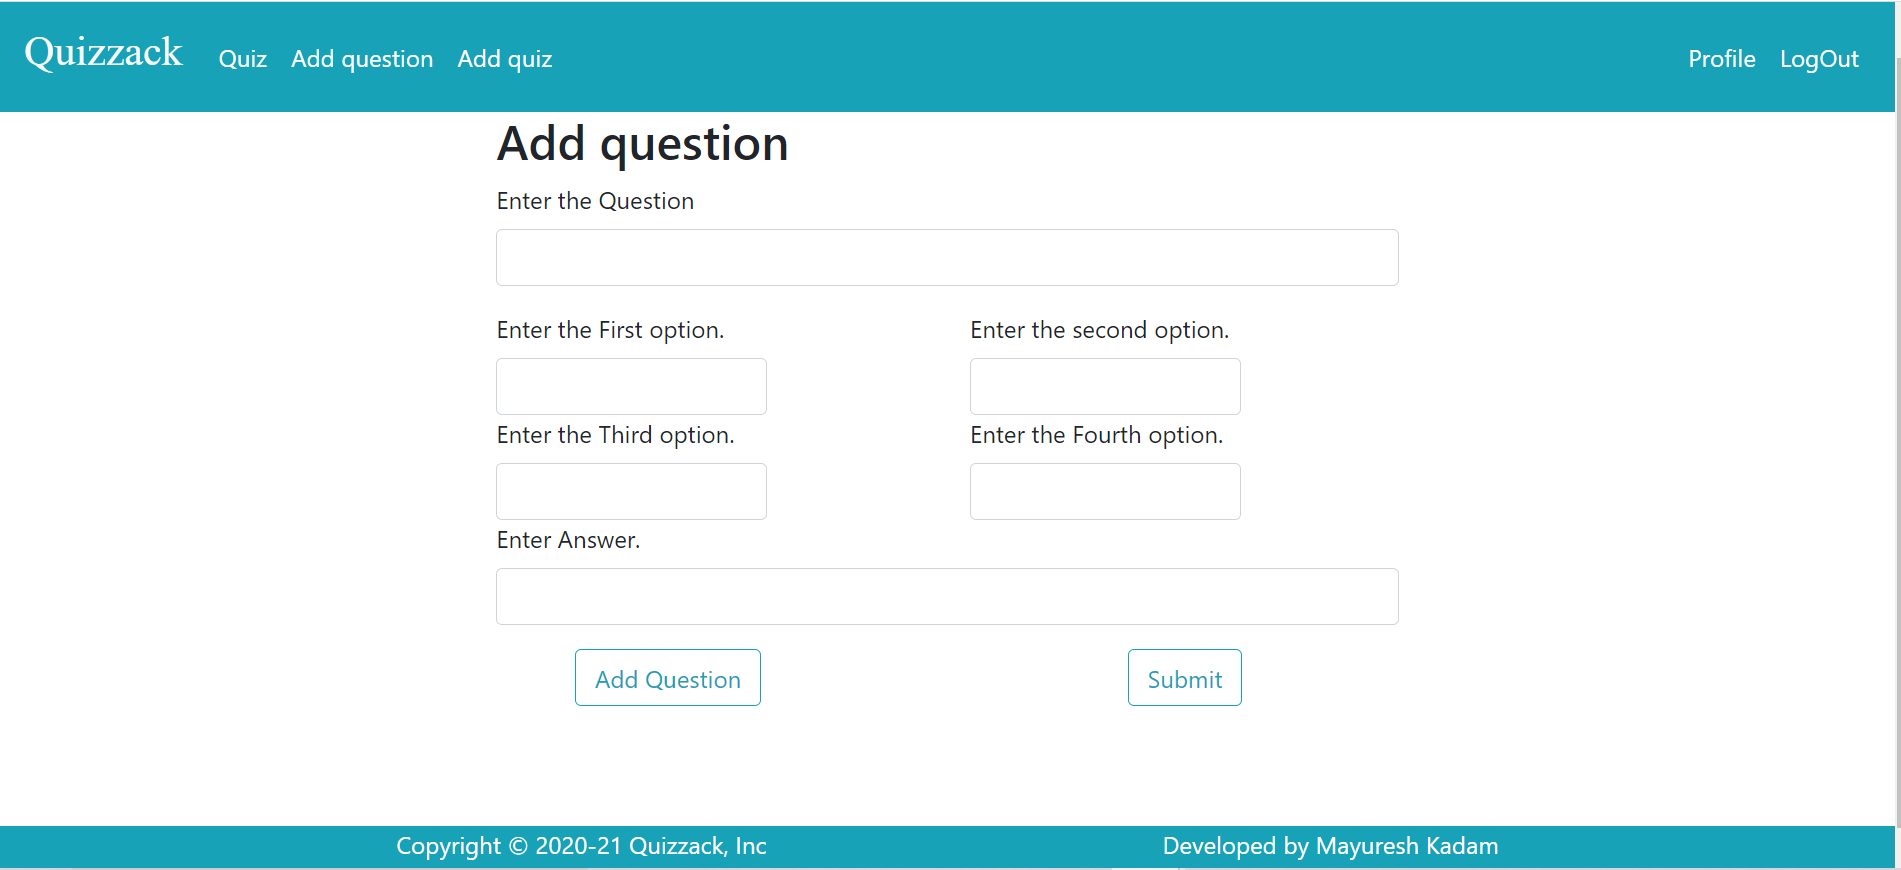 Quizzack Quiz Add question Add quiz Profile LogOut
Add question
Enter the Question
Enter the First option. Enter the second option.
Enter the Third option. Enter the Fourth option.
Enter Answer.
Add Question Submit
Copyright © 2020-21 Quizzack, Inc Developed by Mayuresh Kadam